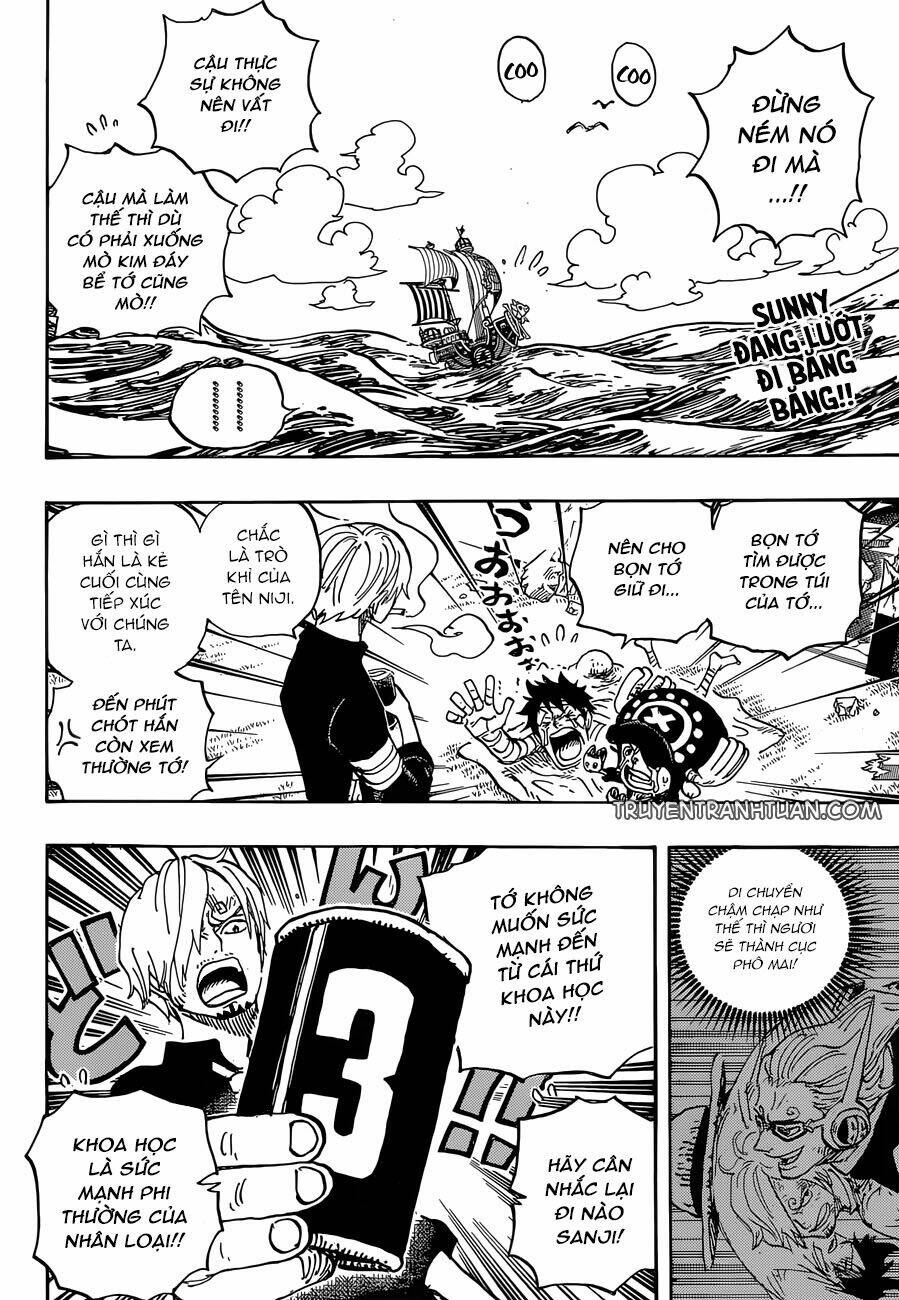 ĐỪNG
NÉM NÓ
ĐI MÀ
...!!
COO
COO
CẬU THỰC
SỰ KHÔNG
NÊN VẤT
ĐI!!
CẬU MÀ LÀM
THẾ THÌ DÙ
CÓ PHẢI XUỐNG
MÒ KIM ĐÁY
BỂ TỚ CŨNG
MÒ!!
SUNNY
ĐANG LƯỚT
ĐI BĂNG
BĂNG!!
BỌN TỚ
TÌM ĐƯỢC
TRONG TÚI
CỦA TỚ...
NÊN CHO
BỌN TỚ
GIỮ ĐI...
うおおおおぉ
CHẮC
LÀ TRÒ
KHỈ CỦA
TÊN NIJI.
GÌ THÌ GÌ
HẮN LÀ KẺ
CUỐI CÙNG
TIẾP XÚC
VỚI CHÚNG
TA.
ĐẾN PHÚT
CHÓT HẮN
CÒN XEM
THƯỜNG TỚ!
TRUYENTRANHTUAN.COM
DI CHUYỂN
CHẬM CHẠP NHƯ
THẾ THÌ NGƯƠI
SẼ THÀNH CỤC
PHÔ MAI!
TỚ KHÔNG
MUỐN SỨC
MẠNH ĐẾN
TỪ CÁI THỨ
KHOA HỌC
NÀY!!
3
HÃY CÂN
NHẮC LẠI
ĐI NÀO
SANJI!
KHOA HỌC
LÀ SỨC
MẠNH PHI
THƯỜNG CỦA
NHÂN LOẠI!!